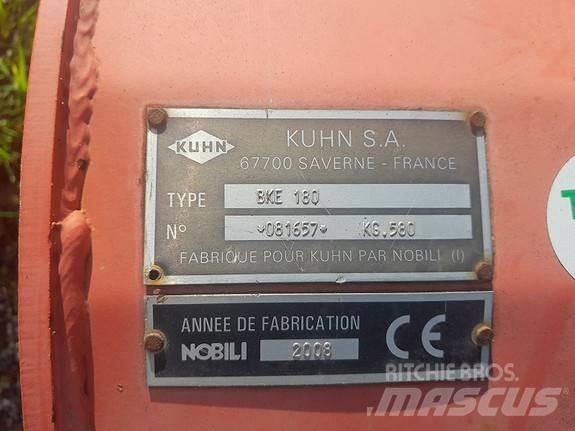 KUHN
KUHN S.A.
67700 SAVERNE - FRANCE
TYPE BKE 180
N° *081657* KG.580
FABRIQUE POUR KUHN PAR NOBILI (I)
ANNEE DE FABRICATION
NOBILI 2008
CE
RITCHIE BROS.
MASCUS